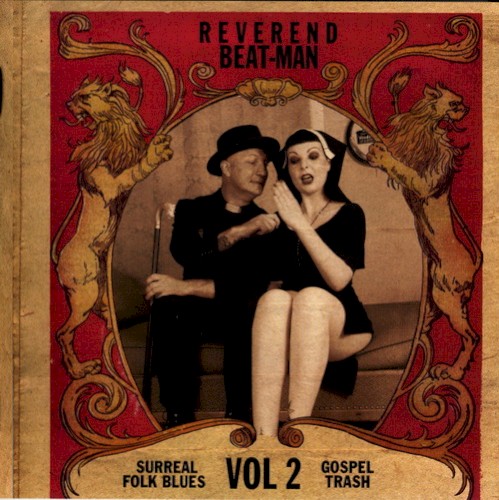 REVEREND
BEAT-MAN
SURREAL
FOLK BLUES
VOL 2
GOSPEL
TRASH